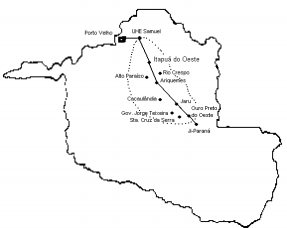 Porto Velho
UHE Samuel
Itapuã do Oeste
Alto Paraíso
Rio Crespo
Ariquemes
Cacaulândia
Jaru
Ouro Preto
do Oeste
Gov. Jorge Teixeira
Sta. Cruz da Serra
Ji-Paraná